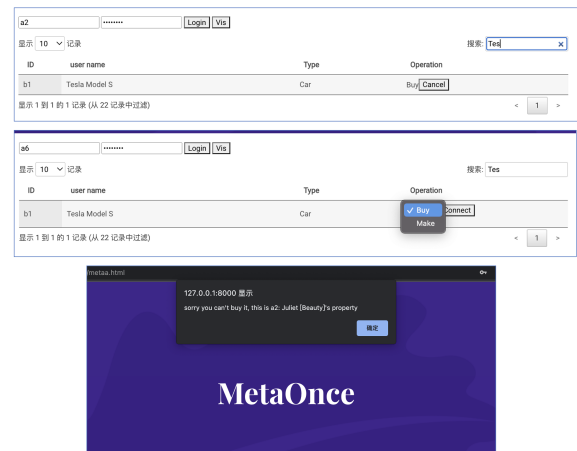 a2 •••••••• Login Vis
显示 10 记录 搜索: Tes x
ID user name Type Operation
b1 Tesla Model S Car Buy Cancel
显示 1 到 1 的 1 记录 (从 22 记录中过滤) < 1 >
a6 •••••••• Login Vis
显示 10 记录 搜索: Tes
ID user name Type Operation
b1 Tesla Model S Car ✓ Buy Connect
Make
显示 1 到 1 的 1 记录 (从 22 记录中过滤) < 1 >
/metaa.html
127.0.0.1:8000 显示
sorry you can't buy it, this is a2: Juliet [Beauty]'s property
确定
MetaOnce